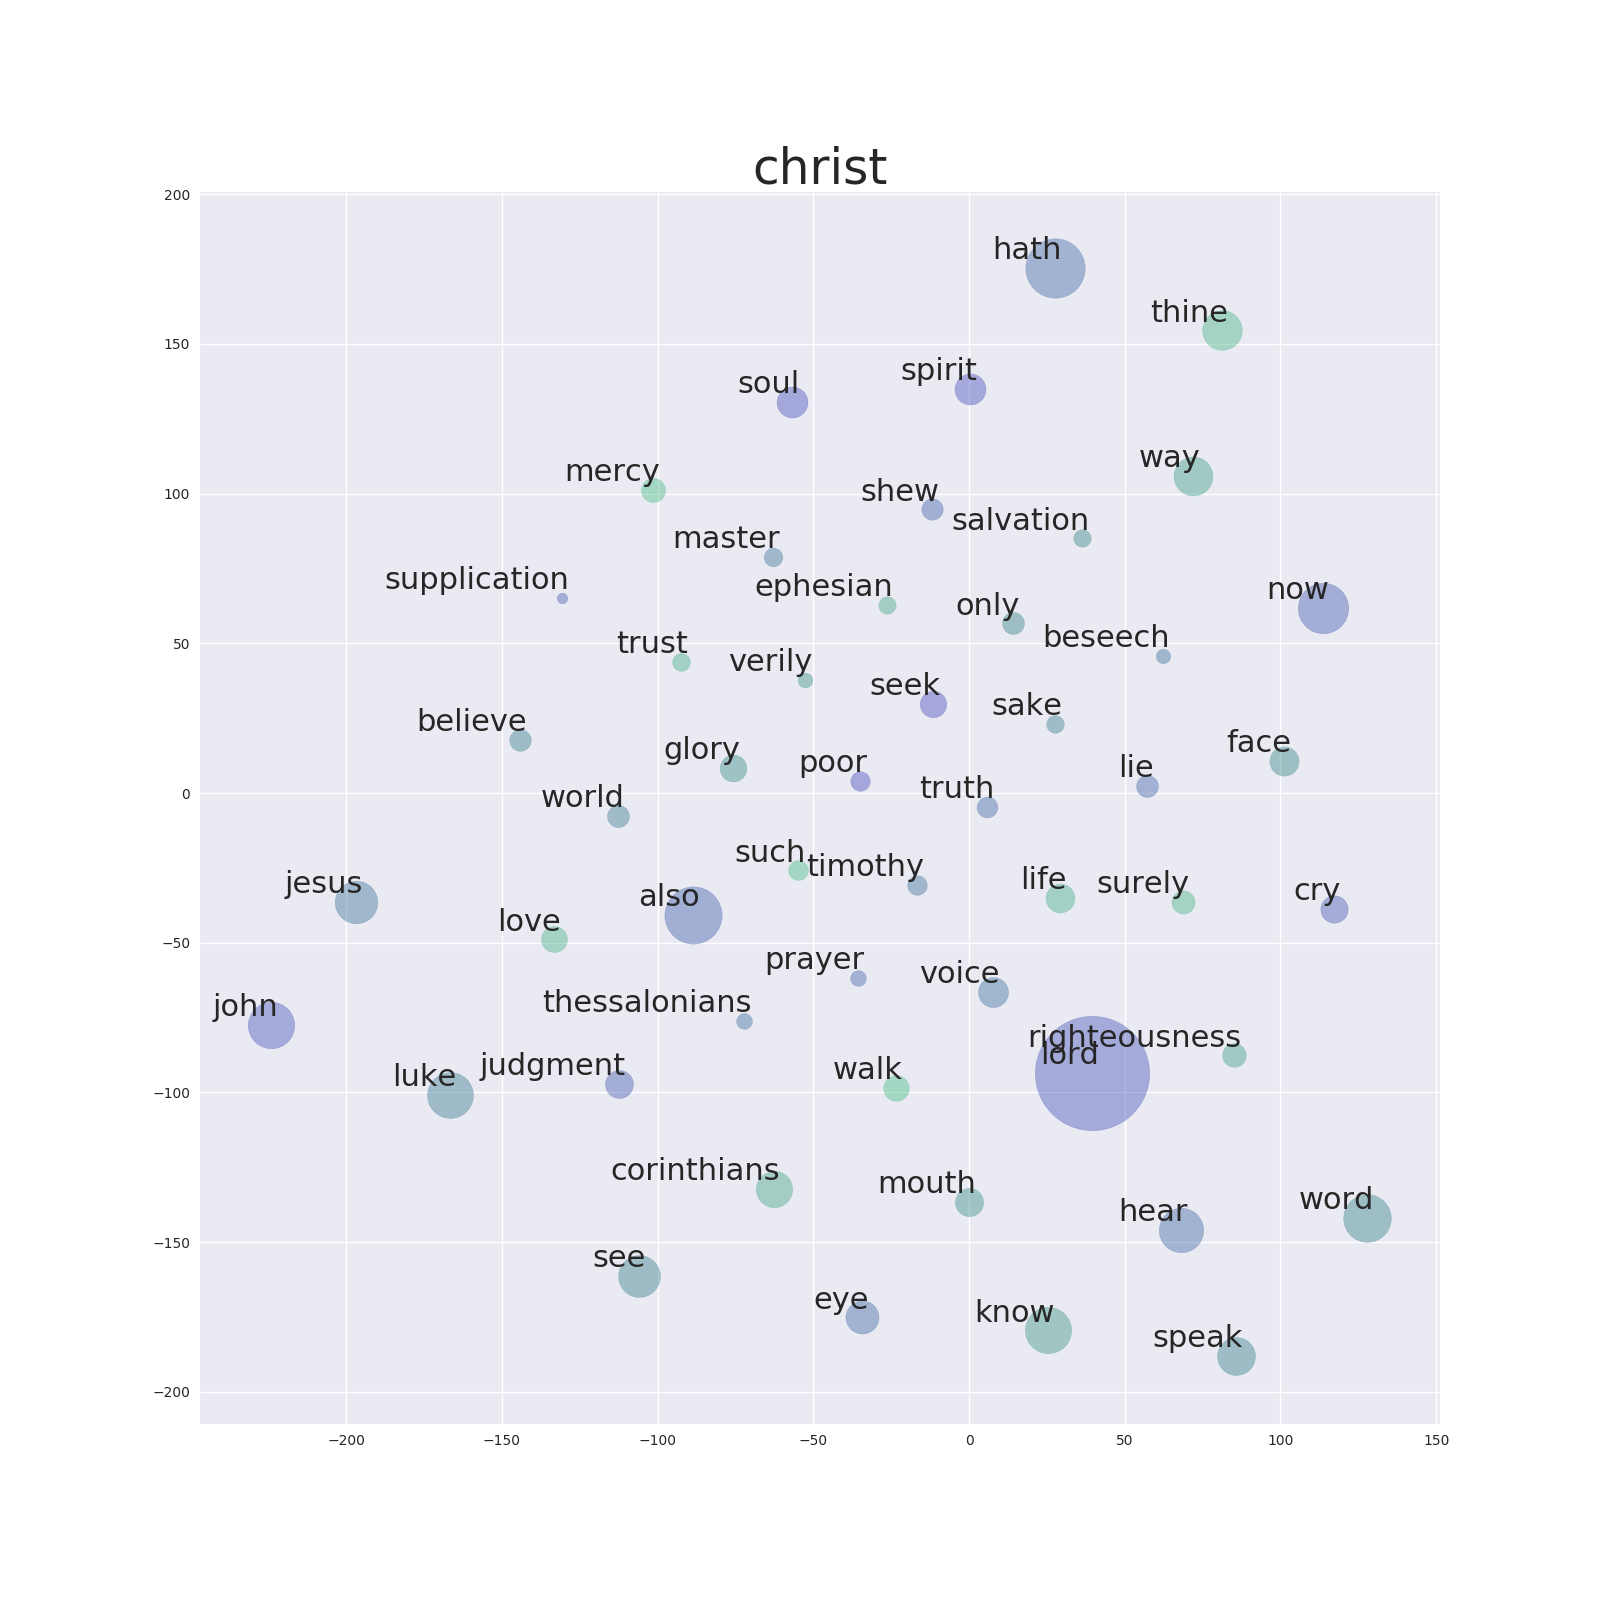 christ
200
hath
thine
150
spirit
soul
way
mercy
100
shew
salvation
master
supplication
ephesian
now
only
50
beseech
trust
verily
seek
sake
believe
face
glory
poor
lie
0
truth
world
such
timothy
jesus
life
surely
cry
also
love
−50
prayer
voice
john
thessalonians
righteousness
lord
judgment
walk
luke
−100
corinthians
mouth
word
hear
−150
see
eye
know
speak
−200
−200 −150 −100 −50 0 50 100 150